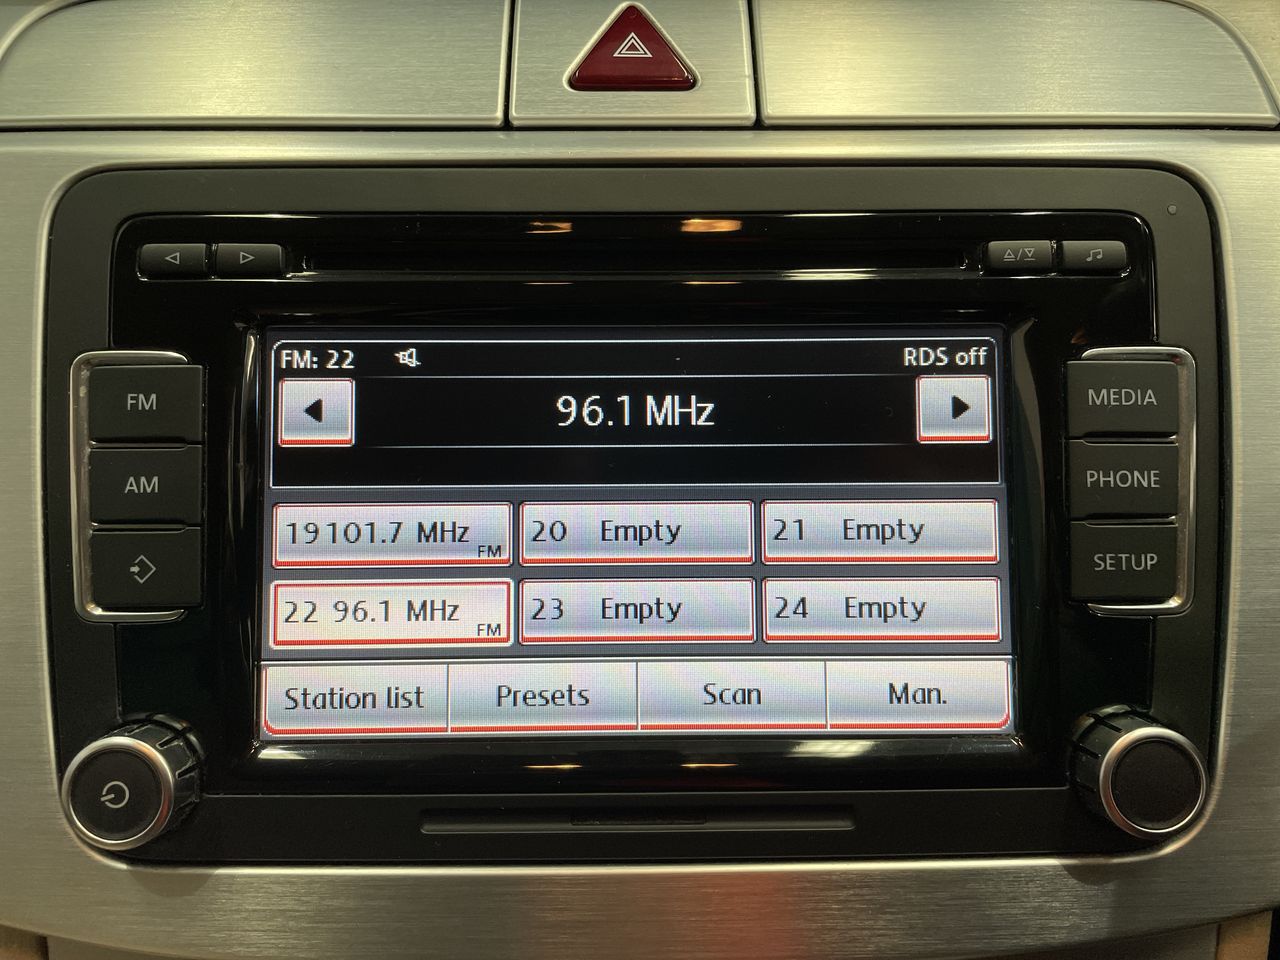 FM: 22 RDS off
FM 96.1 MHz MEDIA
AM PHONE
19 101.7 MHz FM 20 Empty 21 Empty
SETUP
22 96.1 MHz FM 23 Empty 24 Empty
Station list Presets Scan Man.